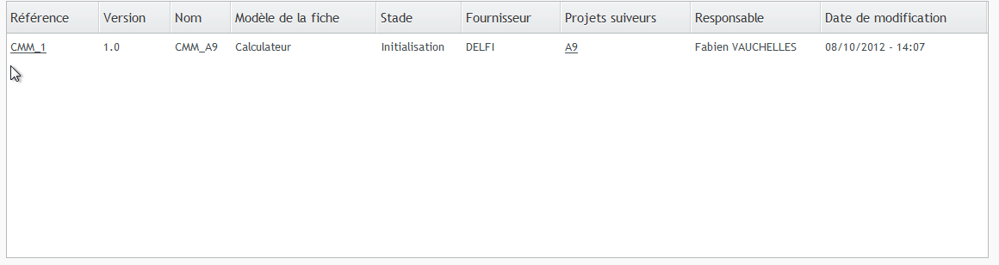 Référence Version Nom Modèle de la fiche Stade Fournisseur Projets suiveurs Responsable Date de modification
CMM_1 1.0 CMM_A9 Calculateur Initialisation DELFI A9 Fabien VAUCHELLES 08/10/2012 - 14:07